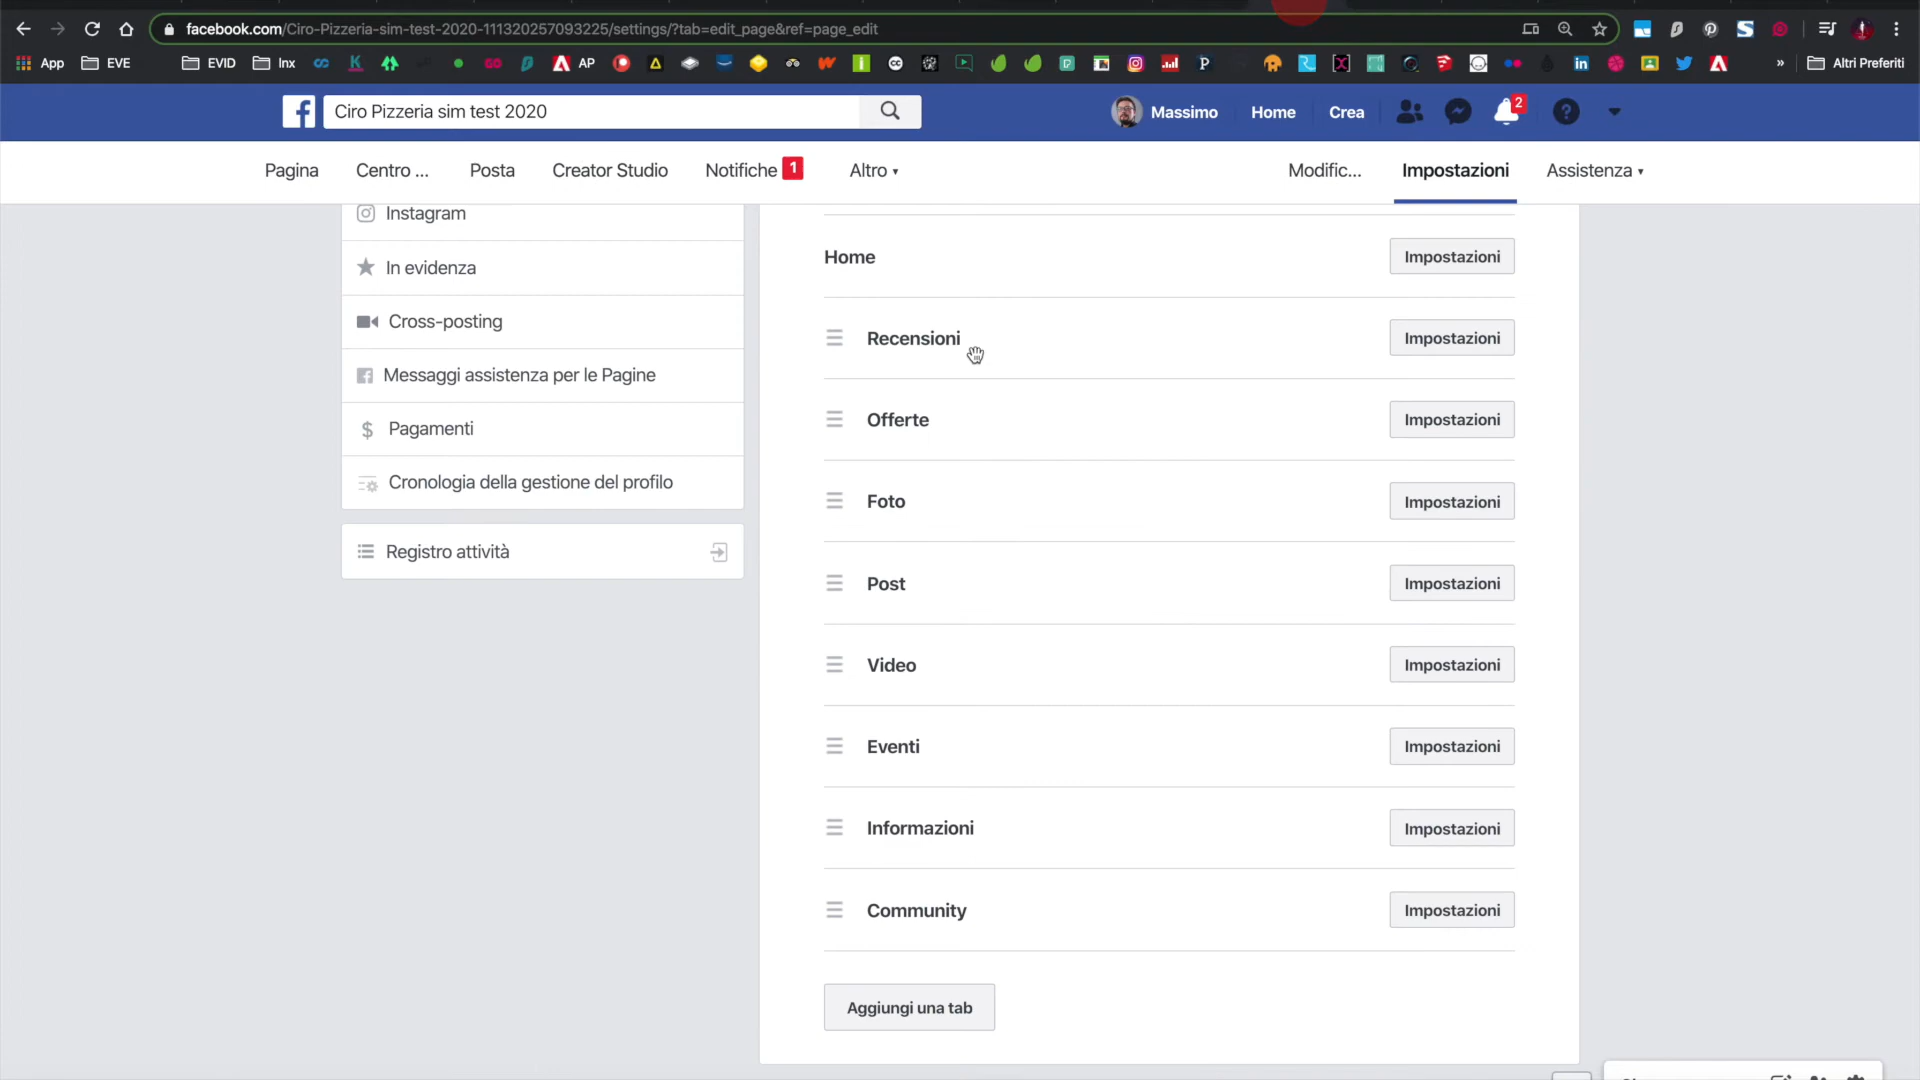 facebook.com/Ciro-Pizzeria-sim-test-2020-111320257093225/settings/?tab=edit_page&ref=page_edit
App EVE EVID Inx AP Altri Preferiti
Ciro Pizzeria sim test 2020
Massimo Home Crea 2
Pagina Centro ... Posta Creator Studio Notifiche 1 Altro Modific... Impostazioni Assistenza
Instagram
In evidenza
Cross-posting
Messaggi assistenza per le Pagine
Pagamenti
Cronologia della gestione del profilo
Registro attività
Home Impostazioni
Recensioni Impostazioni
Offerte Impostazioni
Foto Impostazioni
Post Impostazioni
Video Impostazioni
Eventi Impostazioni
Informazioni Impostazioni
Community Impostazioni
Aggiungi una tab